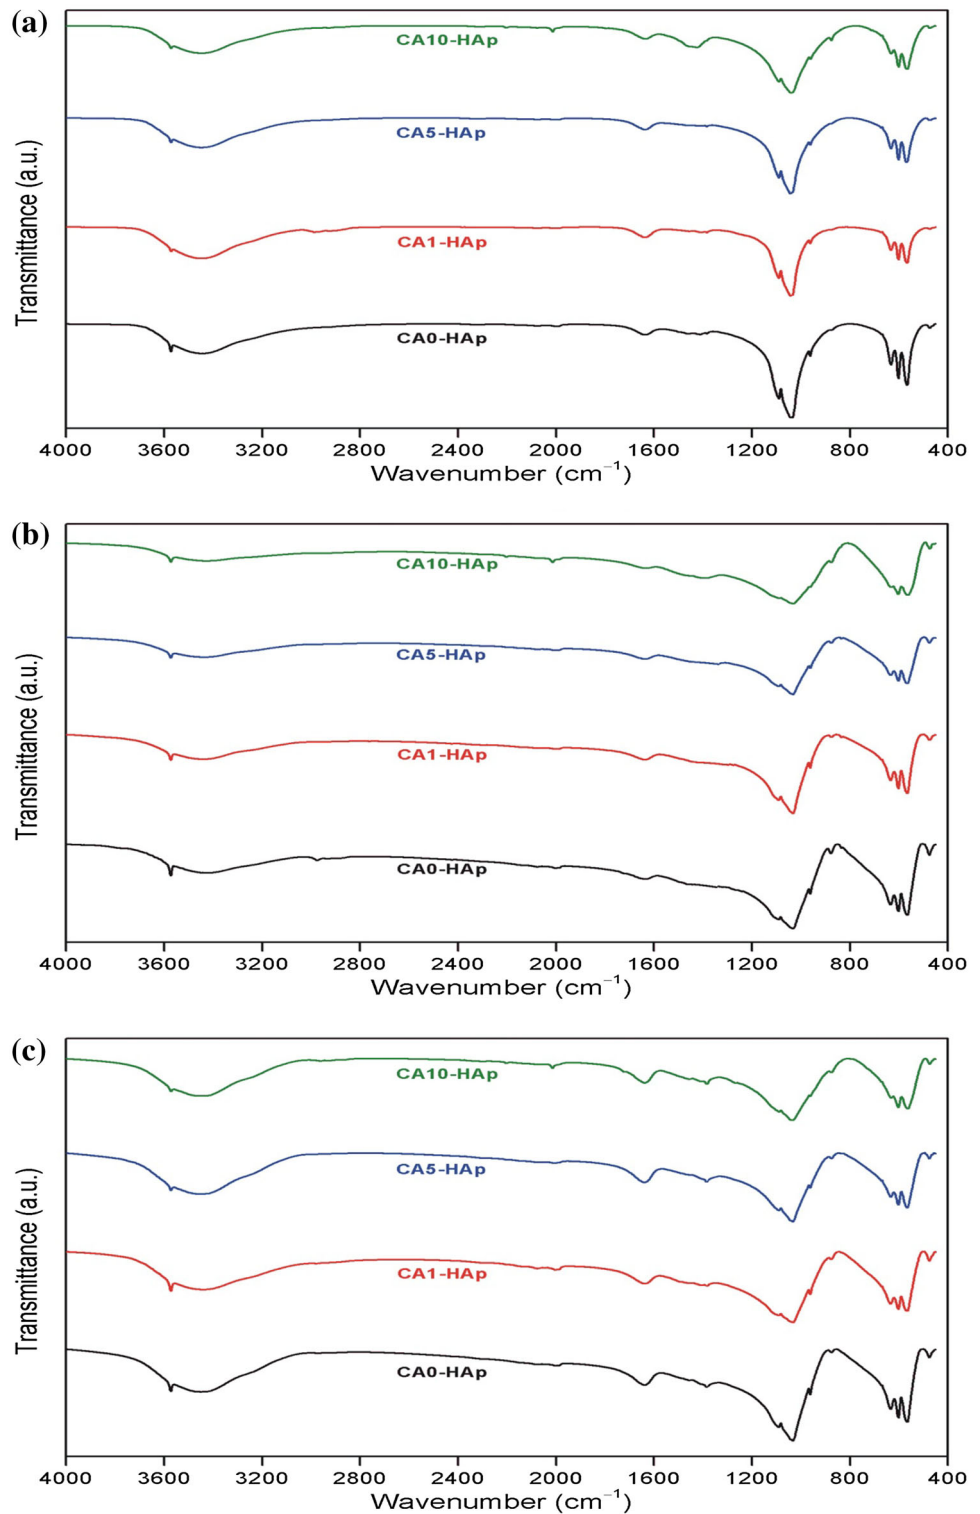 (a)
CA10-HAp
CA5-HAp
CA1-HAp
CA0-HAp
Transmittance (a.u.)
4000 3600 3200 2800 2400 2000 1600 1200 800 400
Wavenumber (cm⁻¹)
(b)
CA10-HAp
CA5-HAp
CA1-HAp
CA0-HAp
Transmittance (a.u.)
4000 3600 3200 2800 2400 2000 1600 1200 800 400
Wavenumber (cm⁻¹)
(c)
CA10-HAp
CA5-HAp
CA1-HAp
CA0-HAp
Transmittance (a.u.)
4000 3600 3200 2800 2400 2000 1600 1200 800 400
Wavenumber (cm⁻¹)